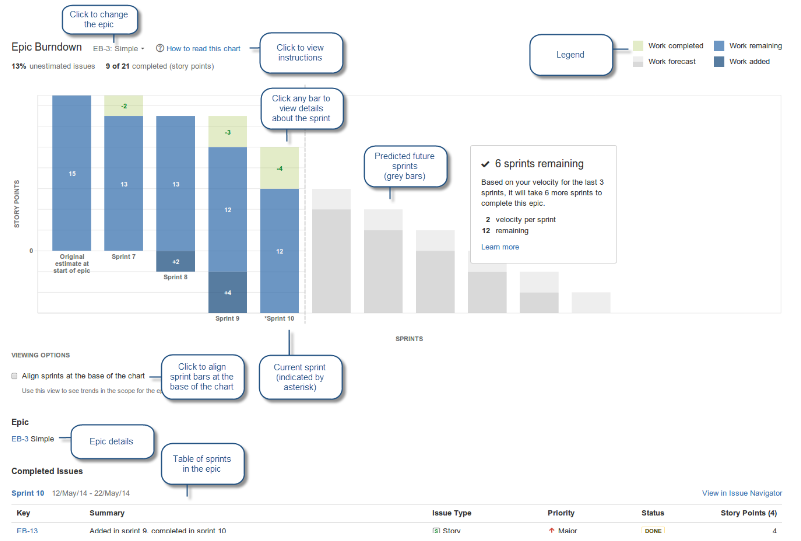 Click to change
the epic
Epic Burndown EB-3: Simple
How to read this chart
Click to view
instructions
Legend
Work completed
Work remaining
Work forecast
Work added
13% unestimated issues 9 of 21 completed (story points)
Click any bar to
view details
about the sprint
Predicted future
sprints
(grey bars)
6 sprints remaining
Based on your velocity for the last 3
sprints, it will take 6 more sprints to
complete this epic.
2 velocity per sprint
12 remaining
Learn more
STORY POINTS
0
15
-2
13
13
+2
-3
12
+4
-4
12
Original
estimate at
start of epic
Sprint 7
Sprint 8
Sprint 9
*Sprint 10
SPRINTS
VIEWING OPTIONS
Align sprints at the base of the chart
Use this view to see trends in the scope for the
Click to align
sprint bars at the
base of the chart
Current sprint
(indicated by
asterisk)
Epic
EB-3 Simple
Epic details
Completed Issues
Table of sprints
in the epic
Sprint 10 12/May/14 - 22/May/14
View in Issue Navigator
Key Summary Issue Type Priority Status Story Points (4)
EB-13 Added in sprint 9, completed in sprint 10 Story Major DONE 4